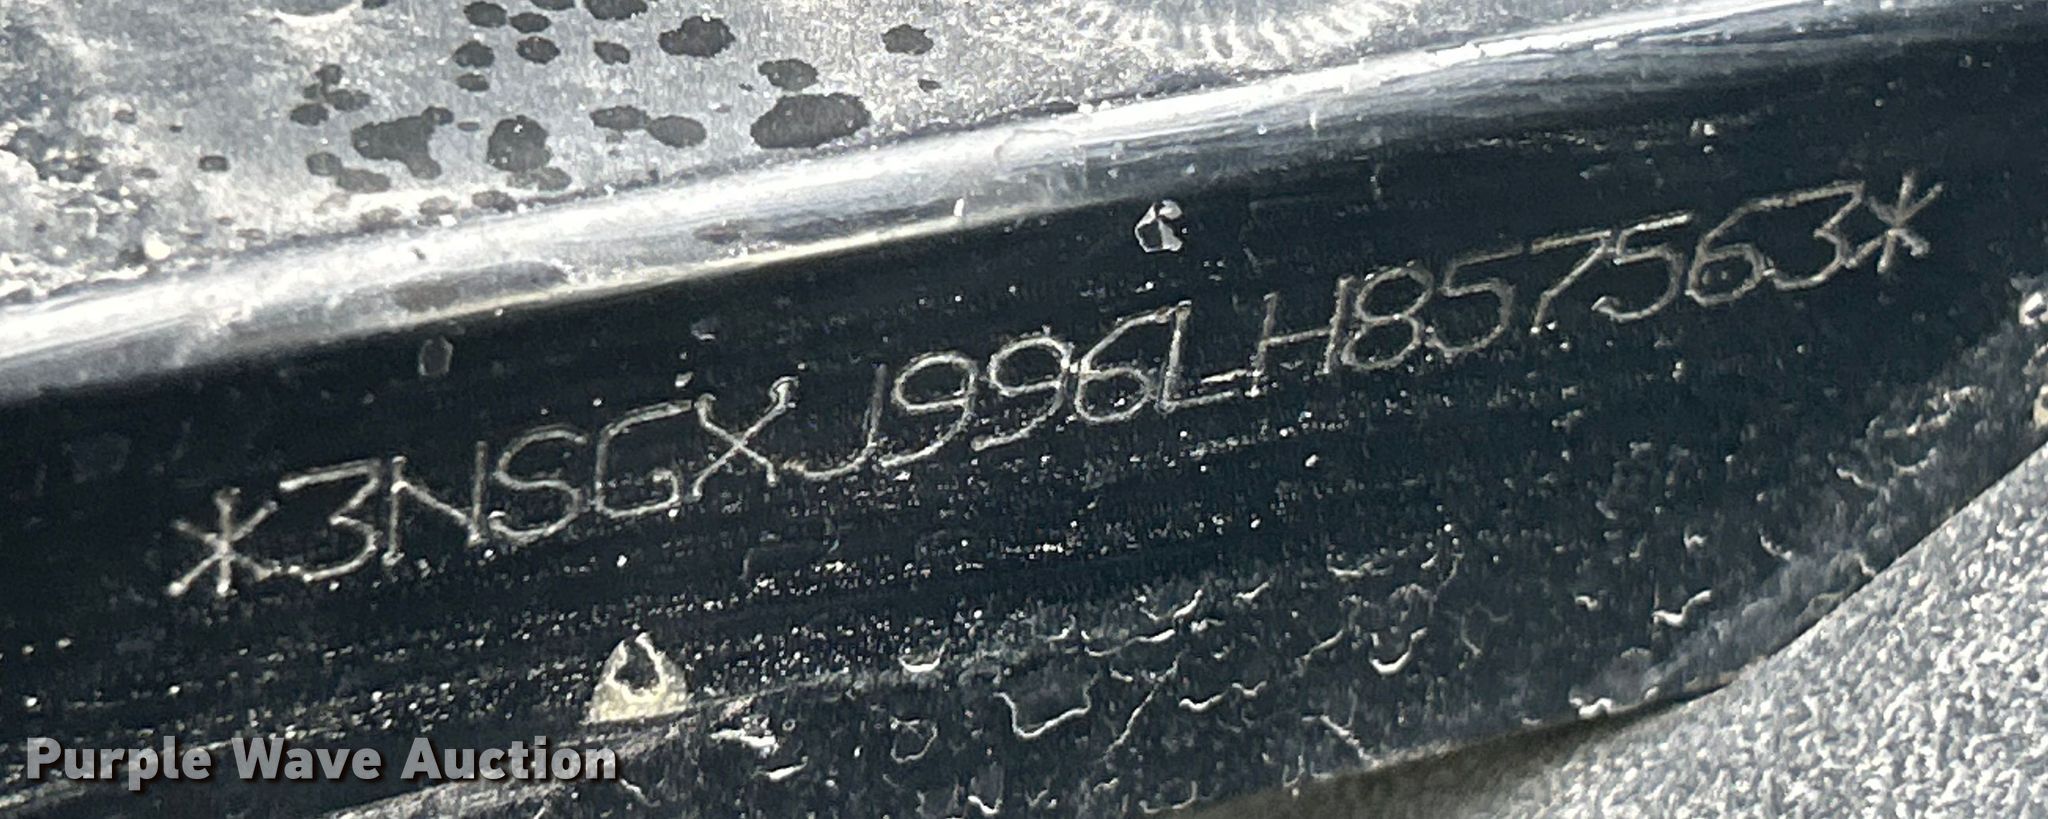 *3NSGXJ996LH857563*
Purple Wave Auction